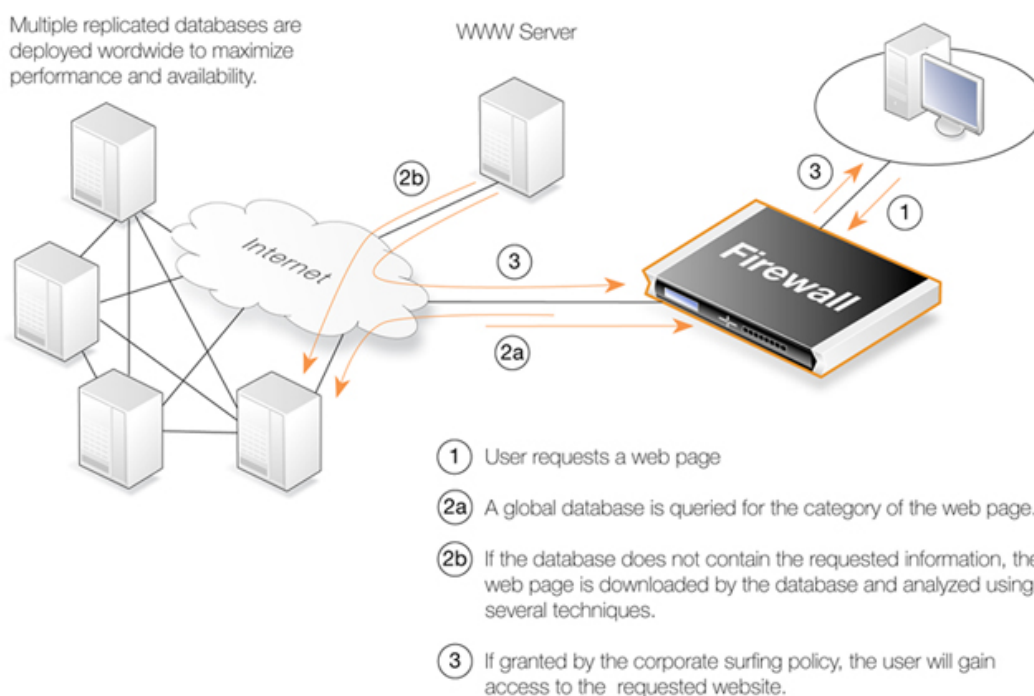 Multiple replicated databases are
deployed wordwide to maximize
performance and availability.
WWW Server
2b
3
1
Internet
3
Firewall
2a
1 User requests a web page
2a A global database is queried for the category of the web page.
2b If the database does not contain the requested information, the
web page is downloaded by the database and analyzed using
several techniques.
3 If granted by the corporate surfing policy, the user will gain
access to the requested website.